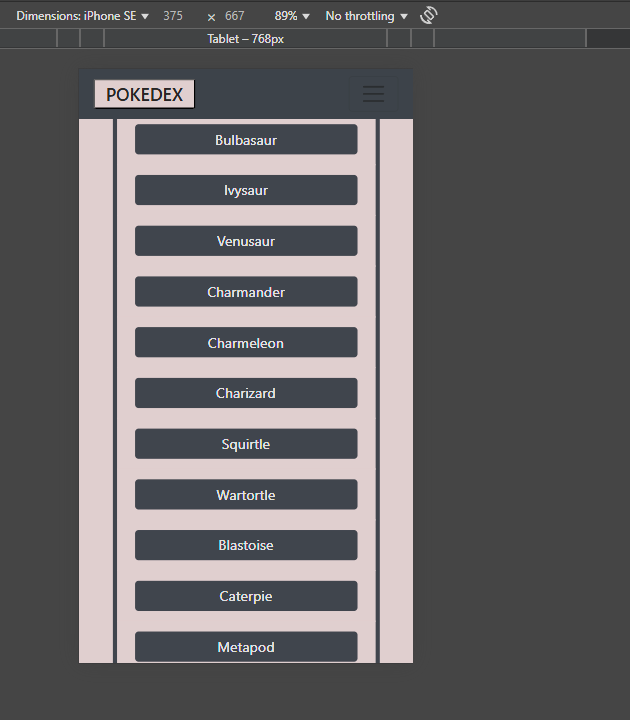 Dimensions: iPhone SE 375 × 667 89% No throttling
Tablet – 768px
POKEDEX
Bulbasaur
Ivysaur
Venusaur
Charmander
Charmeleon
Charizard
Squirtle
Wartortle
Blastoise
Caterpie
Metapod